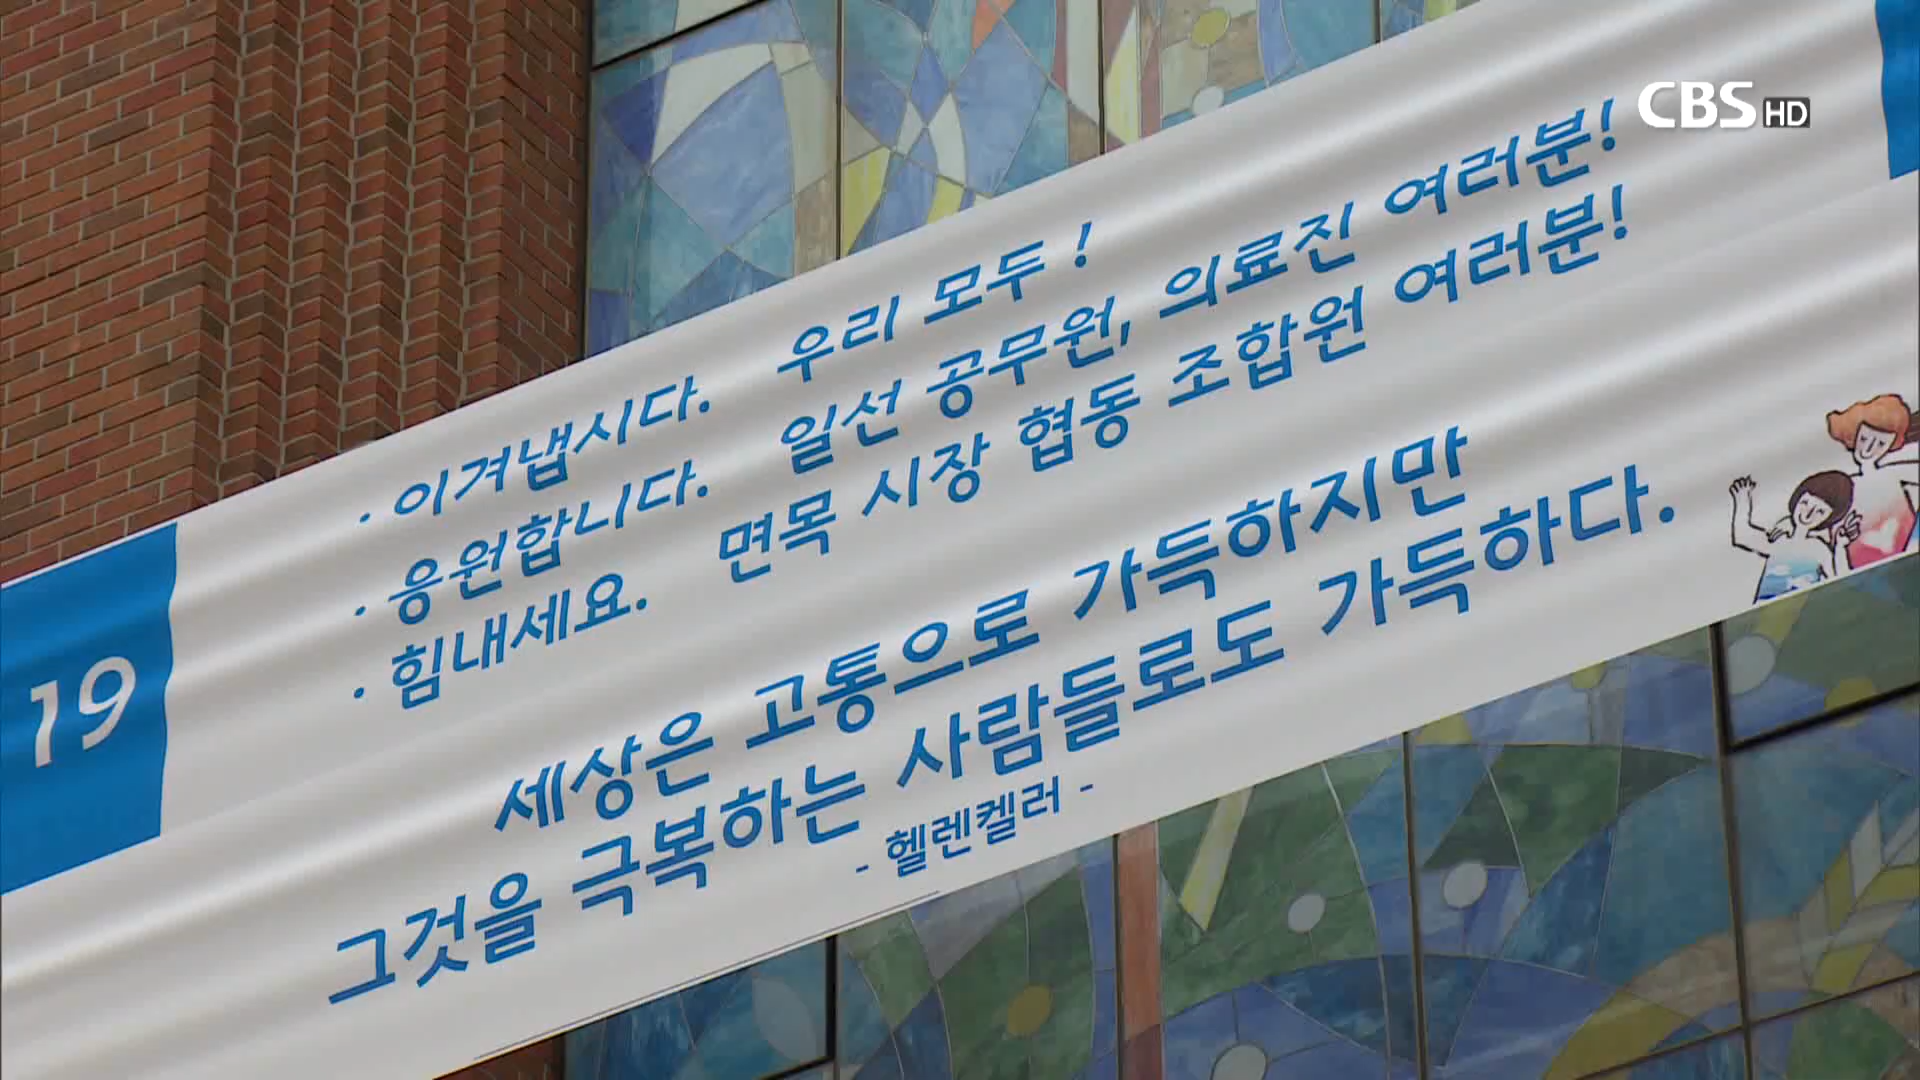 CBS HD
· 이겨냅시다. 우리 모두 !
· 응원합니다. 일선 공무원, 의료진 여러분!
· 힘내세요. 면목 시장 협동 조합원 여러분!
19
세상은 고통으로 가득하지만
그것을 극복하는 사람들로도 가득하다.
- 헬렌켈러 -